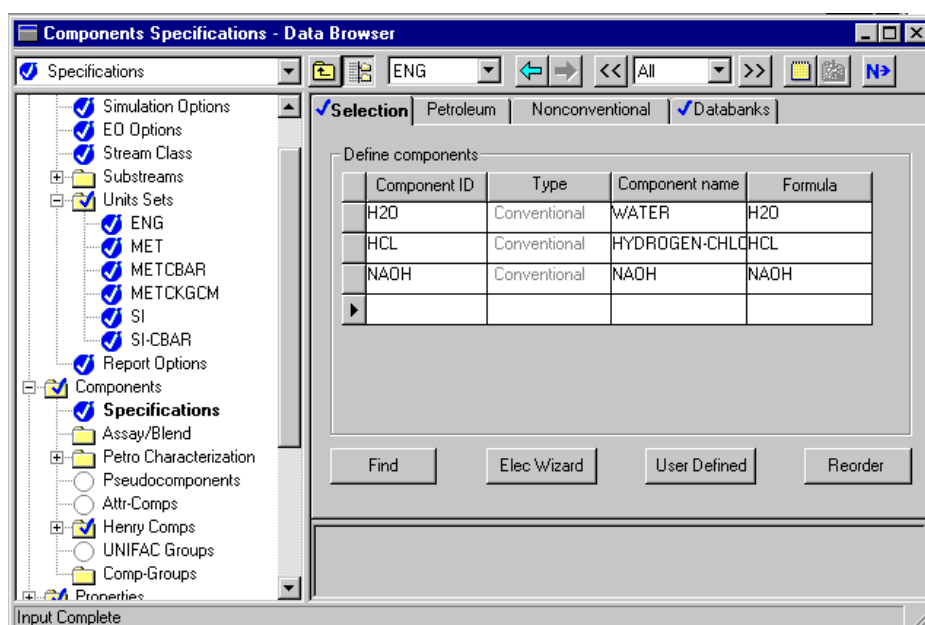 Components Specifications - Data Browser
Specifications
ENG
<<
All
>>
N>
Simulation Options
EO Options
Stream Class
Substreams
Units Sets
ENG
MET
METCBAR
METCKGCM
SI
SI-CBAR
Report Options
Components
Specifications
Assay/Blend
Petro Characterization
Pseudocomponents
Attr-Comps
Henry Comps
UNIFAC Groups
Comp-Groups
Properties
Selection Petroleum Nonconventional Databanks
Define components
Component ID Type Component name Formula
H2O Conventional WATER H2O
HCL Conventional HYDROGEN-CHLO HCL
NAOH Conventional NAOH NAOH
Find Elec Wizard User Defined Reorder
Input Complete